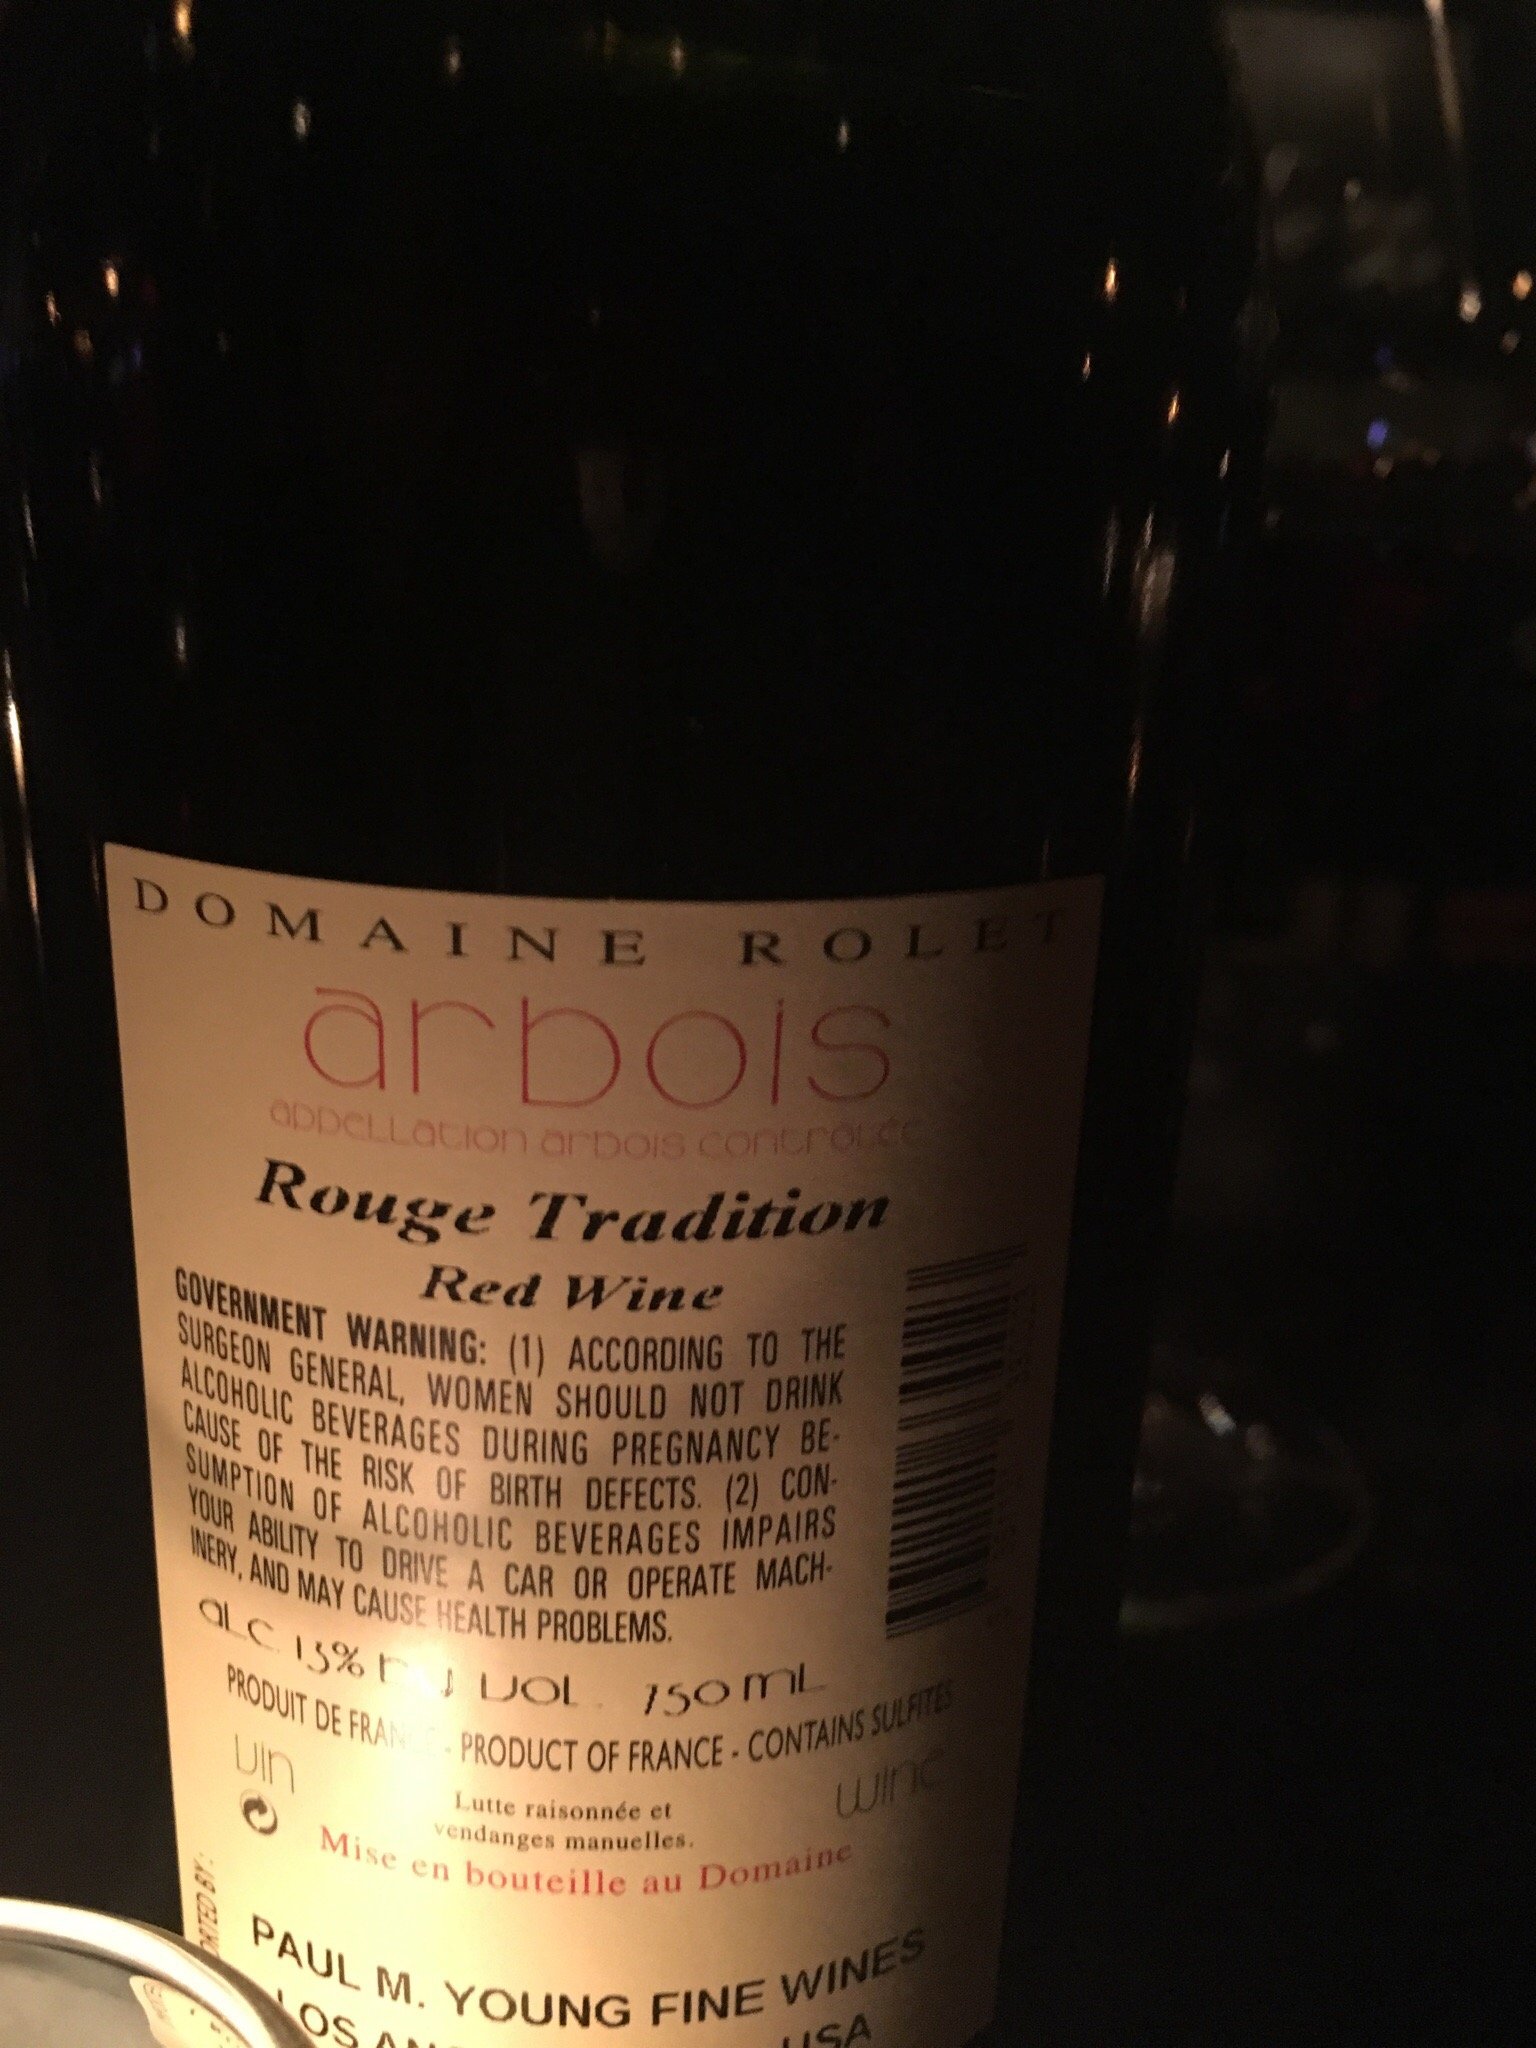 DOMAINE ROLET
arbois
appellation arbois contrôlée
Rouge Tradition
Red Wine
GOVERNMENT WARNING: (1) ACCORDING TO THE
SURGEON GENERAL, WOMEN SHOULD NOT DRINK
ALCOHOLIC BEVERAGES DURING PREGNANCY BE-
CAUSE OF THE RISK OF BIRTH DEFECTS. (2) CON-
SUMPTION OF ALCOHOLIC BEVERAGES IMPAIRS
YOUR ABILITY TO DRIVE A CAR OR OPERATE MACH-
INERY, AND MAY CAUSE HEALTH PROBLEMS.
aLC. 13% VOL. 750 mL
PRODUIT DE FRANCE - PRODUCT OF FRANCE - CONTAINS SULFITES
vin
wine
Lutte raisonnée et
vendanges manuelles.
Mise en bouteille au Domaine
BY:
PAUL M. YOUNG FINE WINES
LOS USA